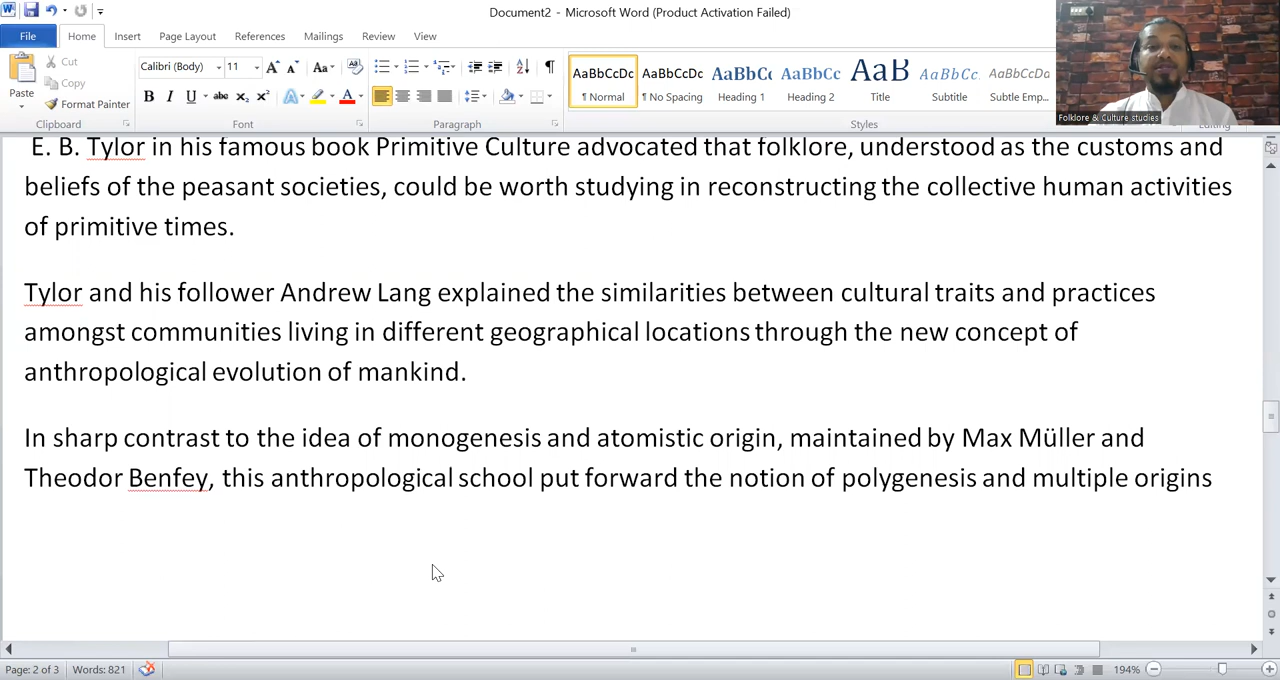 Document2 - Microsoft Word (Product Activation Failed)
File Home Insert Page Layout References Mailings Review View
Cut
Calibri (Body) 11 Aa
AaBbCcDc AaBbCcDc AaBbC( AaBbCc AaB AaBbCc. AaBbCcDa
Copy
Paste
Format Painter
B I U abc x₂ x² A A
¶ Normal ¶ No Spacing Heading 1 Heading 2 Title Subtitle Subtle Emp...
Clipboard Font Paragraph Styles Editing
Folklore & Culture studies
E. B. Tylor in his famous book Primitive Culture advocated that folklore, understood as the customs and
beliefs of the peasant societies, could be worth studying in reconstructing the collective human activities
of primitive times.
Tylor and his follower Andrew Lang explained the similarities between cultural traits and practices
amongst communities living in different geographical locations through the new concept of
anthropological evolution of mankind.
In sharp contrast to the idea of monogenesis and atomistic origin, maintained by Max Müller and
Theodor Benfey, this anthropological school put forward the notion of polygenesis and multiple origins
Page: 2 of 3 Words: 821 194%